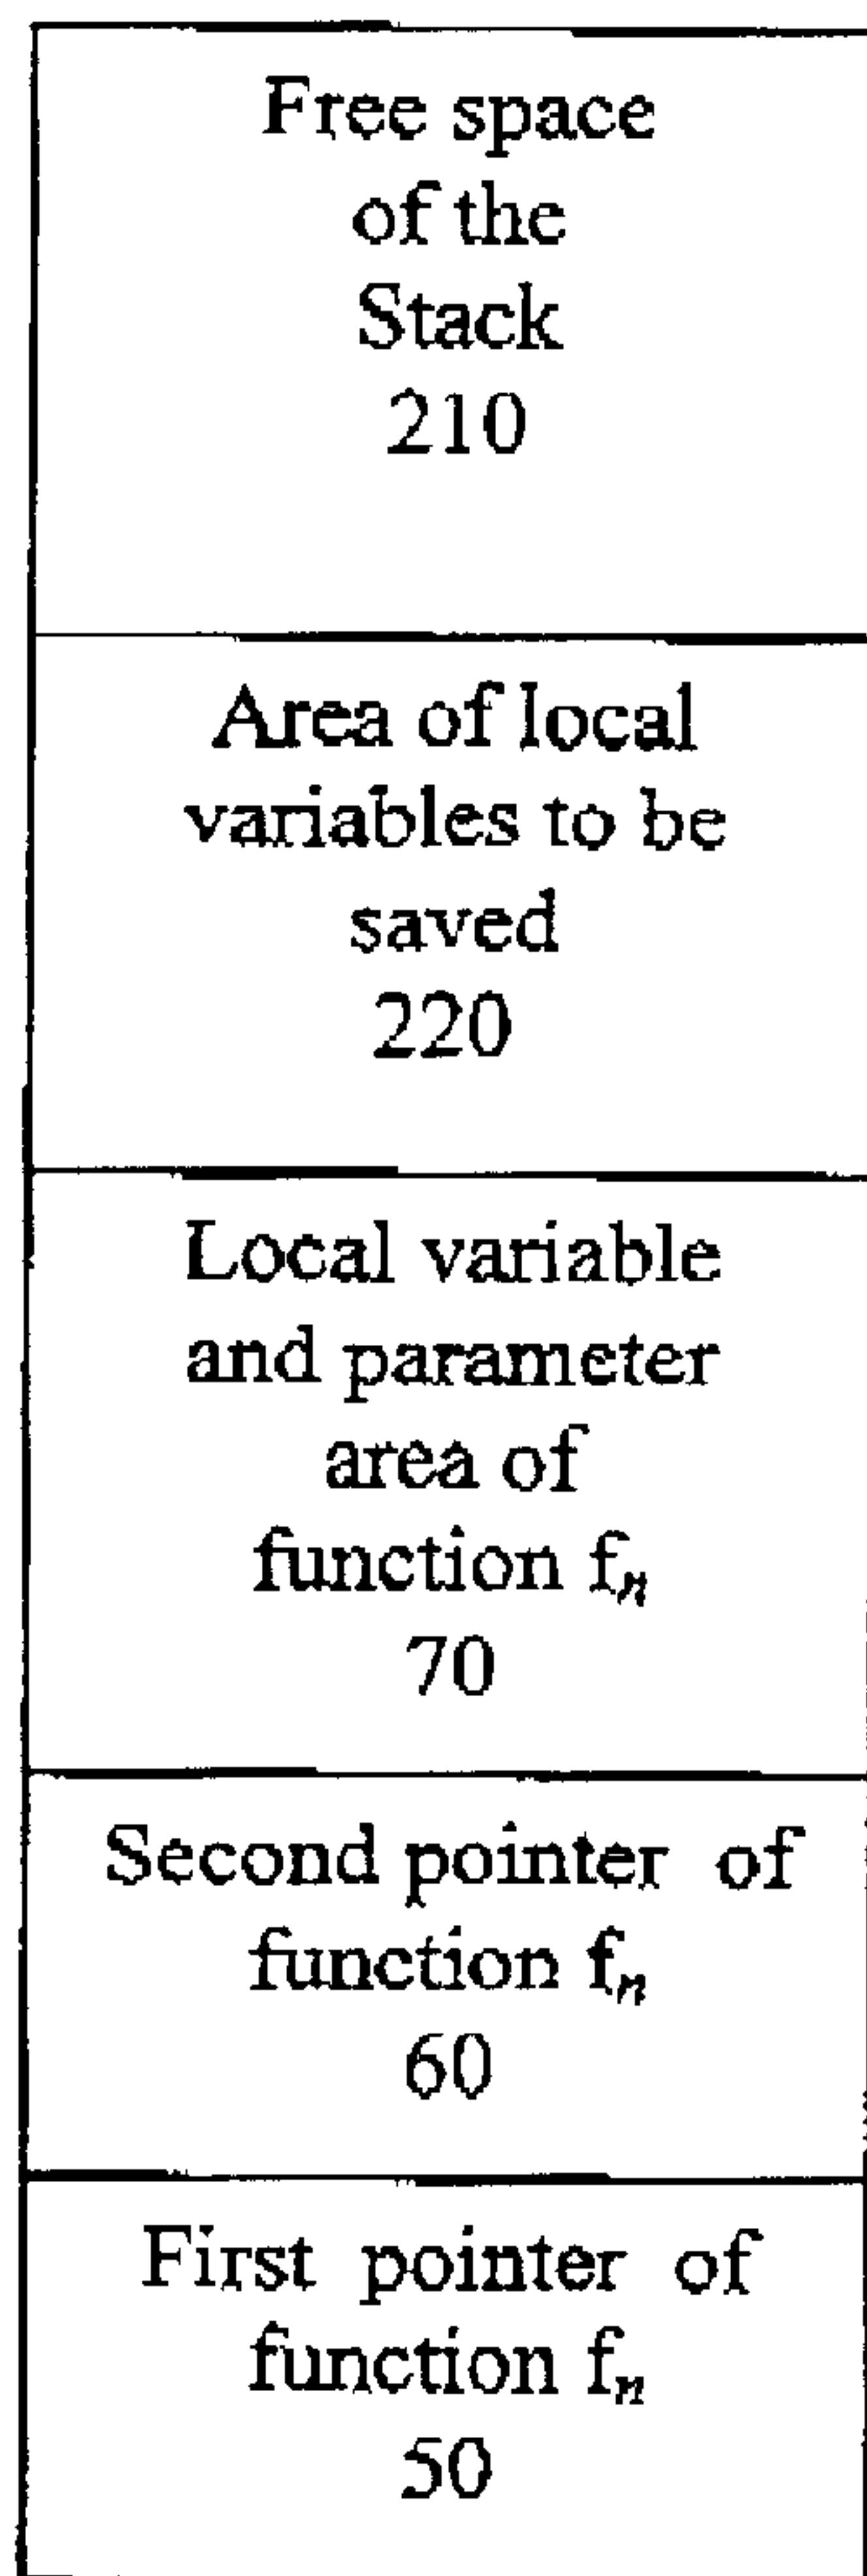 Free space
of the
Stack
210
Area of local
variables to be
saved
220
Local variable
and parameter
area of
function fₙ
70
Second pointer of
function fₙ
60
First pointer of
function fₙ
50